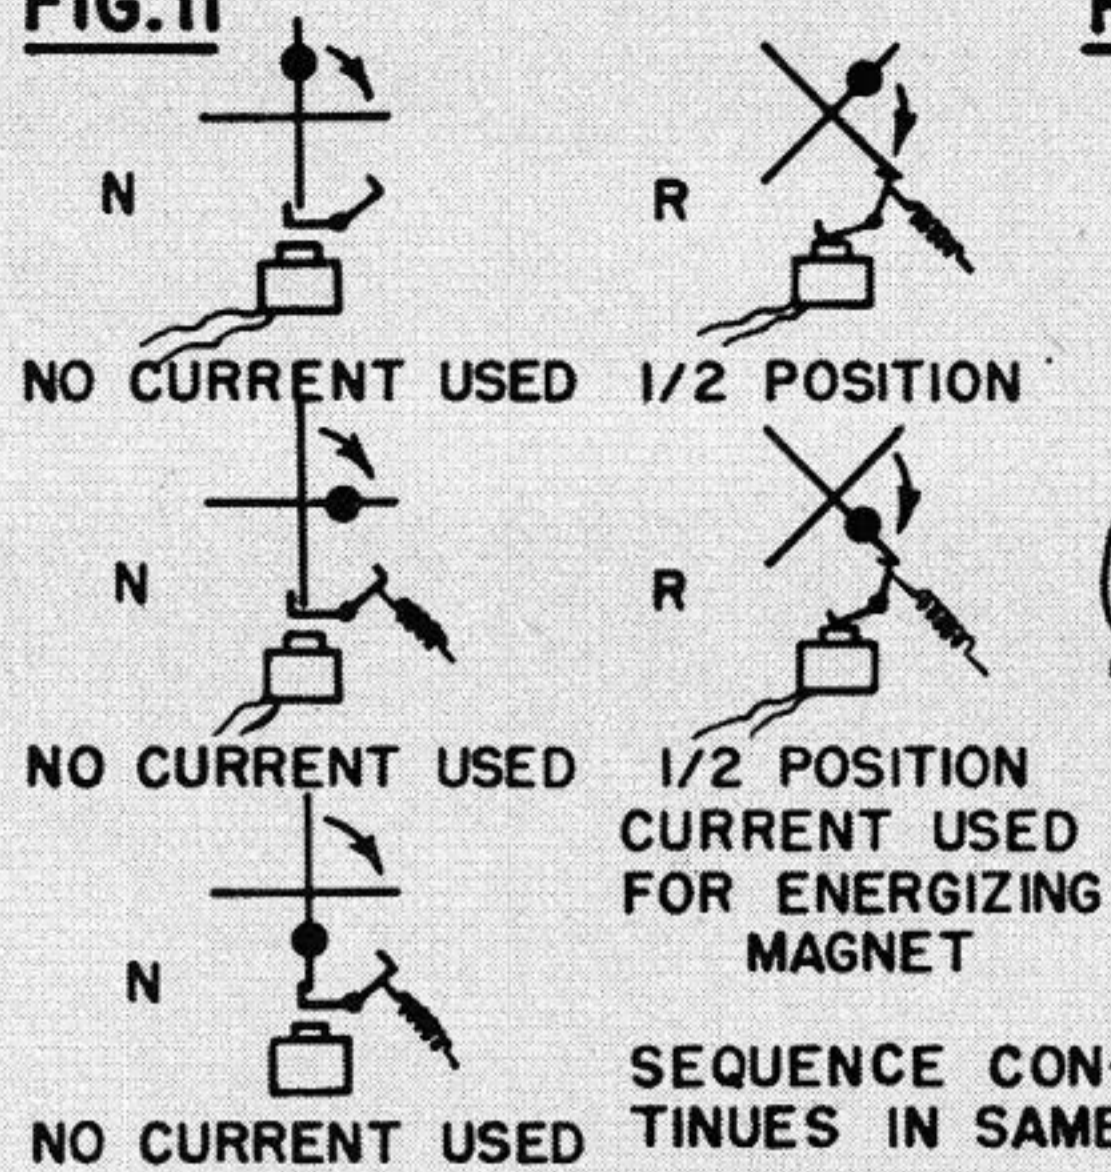 FIG. 11
N
NO CURRENT USED
N
NO CURRENT USED
N
NO CURRENT USED
R
1/2 POSITION
R
1/2 POSITION
CURRENT USED
FOR ENERGIZING
MAGNET
SEQUENCE CON-
TINUES IN SAME